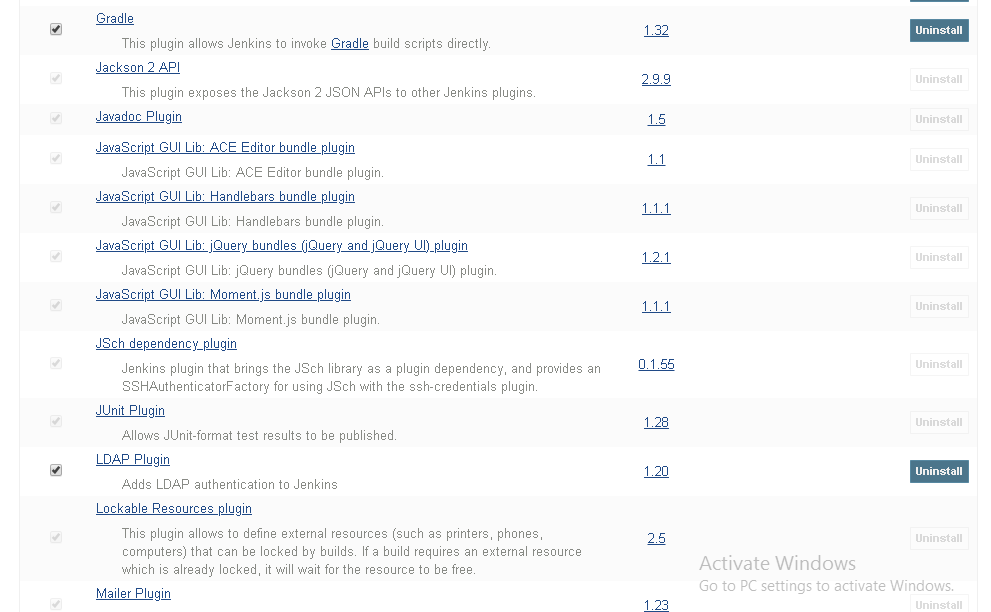 Gradle
This plugin allows Jenkins to invoke Gradle build scripts directly.
1.32
Uninstall
Jackson 2 API
This plugin exposes the Jackson 2 JSON APIs to other Jenkins plugins.
2.9.9
Uninstall
Javadoc Plugin
1.5
Uninstall
JavaScript GUI Lib: ACE Editor bundle plugin
JavaScript GUI Lib: ACE Editor bundle plugin.
1.1
Uninstall
JavaScript GUI Lib: Handlebars bundle plugin
JavaScript GUI Lib: Handlebars bundle plugin.
1.1.1
Uninstall
JavaScript GUI Lib: jQuery bundles (jQuery and jQuery UI) plugin
JavaScript GUI Lib: jQuery bundles (jQuery and jQuery UI) plugin.
1.2.1
Uninstall
JavaScript GUI Lib: Moment.js bundle plugin
JavaScript GUI Lib: Moment.js bundle plugin.
1.1.1
Uninstall
JSch dependency plugin
Jenkins plugin that brings the JSch library as a plugin dependency, and provides an
SSHAuthenticatorFactory for using JSch with the ssh-credentials plugin.
0.1.55
Uninstall
JUnit Plugin
Allows JUnit-format test results to be published.
1.28
Uninstall
LDAP Plugin
Adds LDAP authentication to Jenkins
1.20
Uninstall
Lockable Resources plugin
This plugin allows to define external resources (such as printers, phones,
computers) that can be locked by builds. If a build requires an external resource
which is already locked, it will wait for the resource to be free.
2.5
Uninstall
Activate Windows
Go to PC settings to activate Windows.
Mailer Plugin
1.23
Uninstall